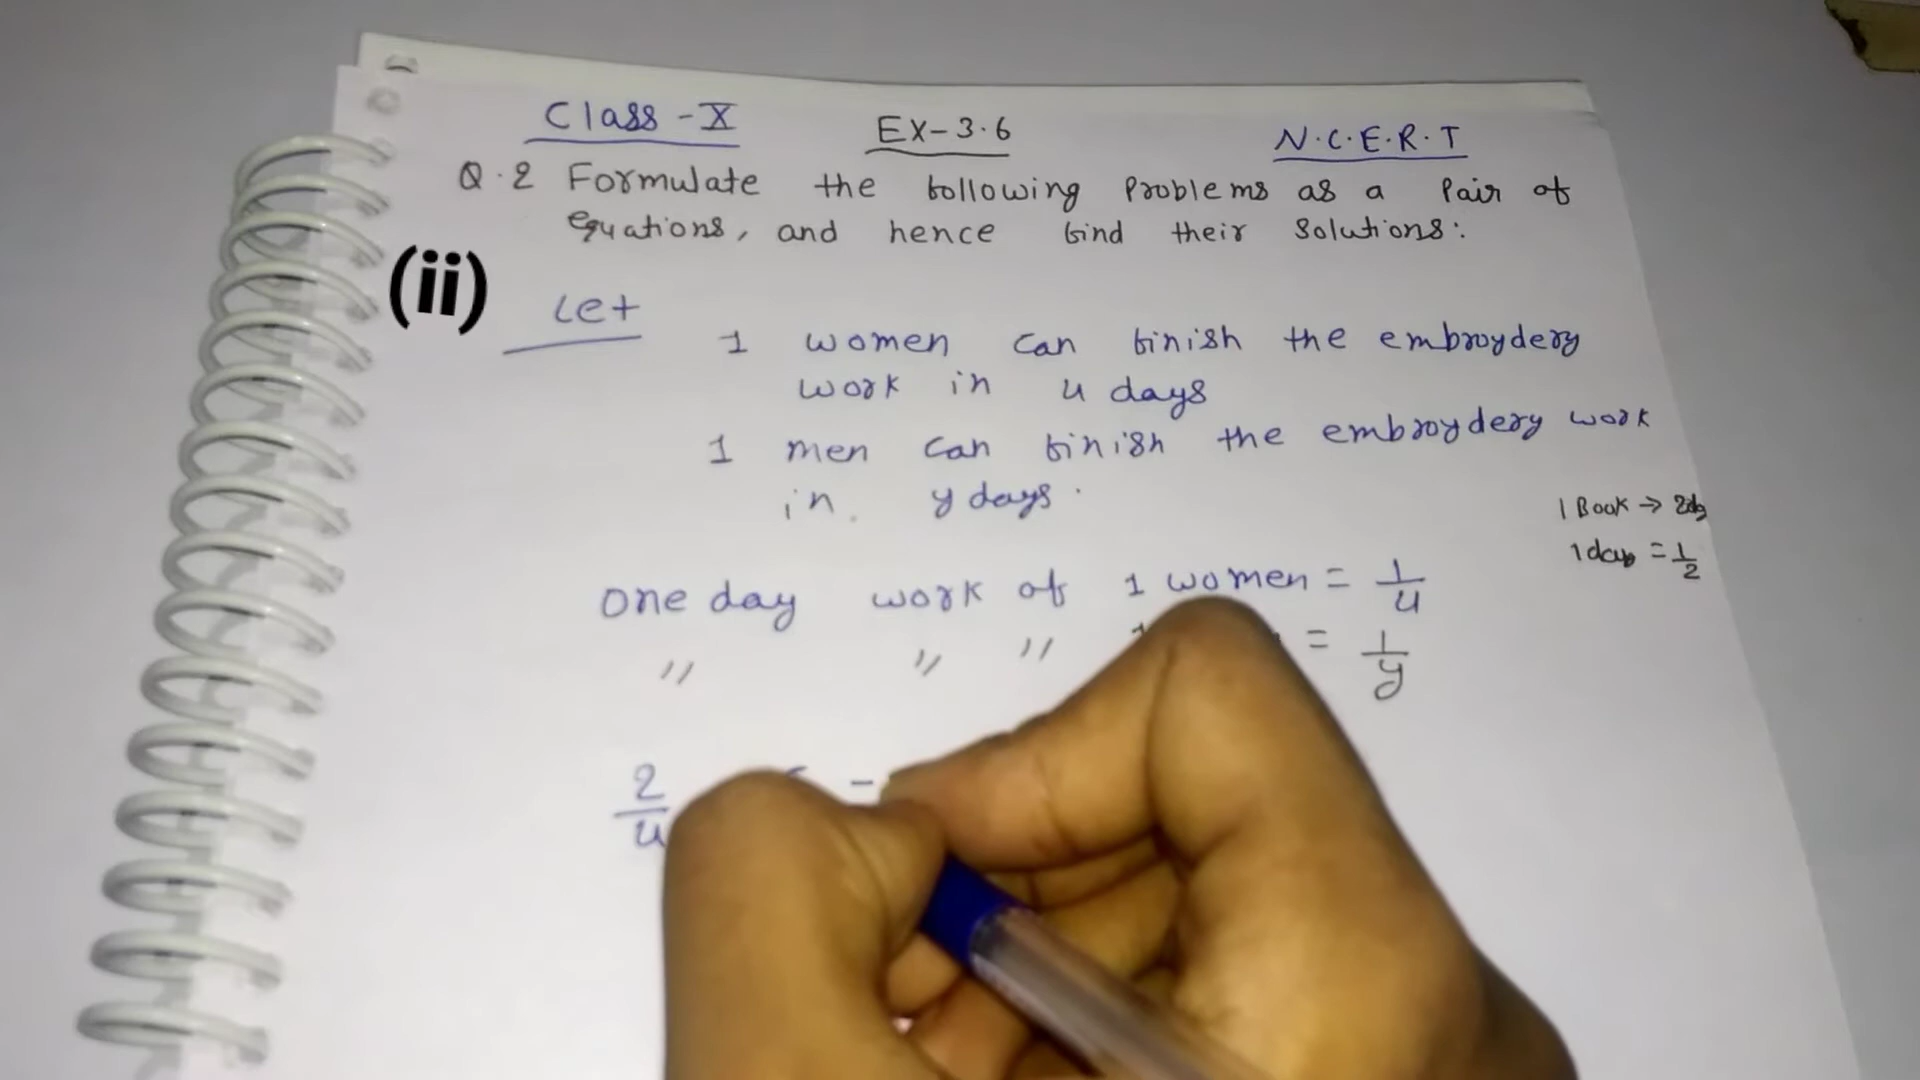 Class - X Ex-3.6 N.C.E.R.T
Q.2 Formulate the following Problems as a Pair of
equations, and hence find their Solutions:
(ii)
Let
1 women can finish the embroydery
work in u days
1 men can finish the embroydery work
in y days.
1 Book → 2day
1 day = 1/2
One day work of 1 women = 1/u
" " " 1 = 1/y
2/u